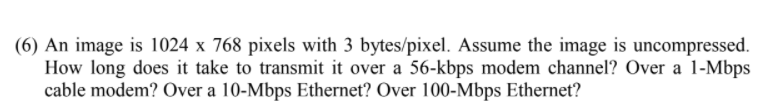 (6) An image is 1024 x 768 pixels with 3 bytes/pixel. Assume the image is uncompressed.
How long does it take to transmit it over a 56-kbps modem channel? Over a 1-Mbps
cable modem? Over a 10-Mbps Ethernet? Over 100-Mbps Ethernet?